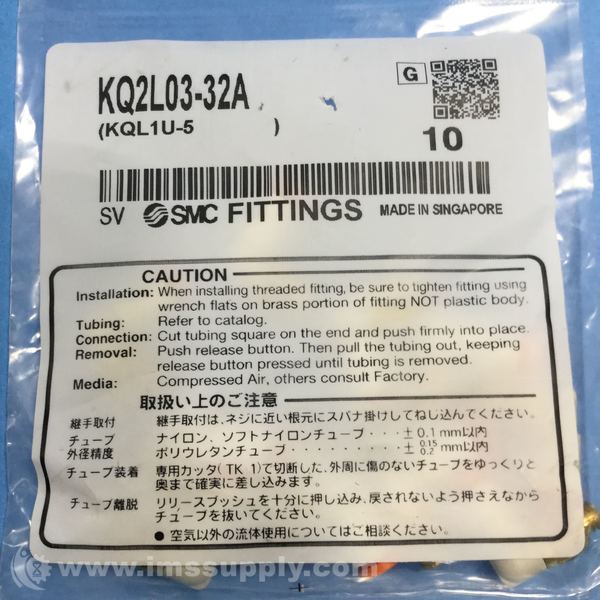 KQ2L03-32A
(KQL1U-5 )
G
10
SV SMC FITTINGS MADE IN SINGAPORE
CAUTION
Installation: When installing threaded fitting, be sure to tighten fitting using
wrench flats on brass portion of fitting NOT plastic body.
Tubing: Refer to catalog.
Connection: Cut tubing square on the end and push firmly into place.
Removal: Push release button. Then pull the tubing out, keeping
release button pressed until tubing is removed.
Media: Compressed Air, others consult Factory.
取扱い上のご注意
継手取付 継手取付は、ネジに近い根元にスパナ掛けしてねじ込んでください。
チューブ ナイロン、ソフトナイロンチューブ・・・± 0.1 mm以内
外径精度 ポリウレタンチューブ・・・・・・・・・± 0.15 0.2 mm以内
チューブ装着 専用カッタ(TK-1)て切断した、外周に傷のないチューブをゆっくりと
奥まで確実に差し込みます。
チューブ離脱 リリースブッシュを十分に押し込み、戻されないよう押さえながら
チューブを抜いてください。
● 空気以外の流体使用についてはご相談ください。
www.imssupply.com